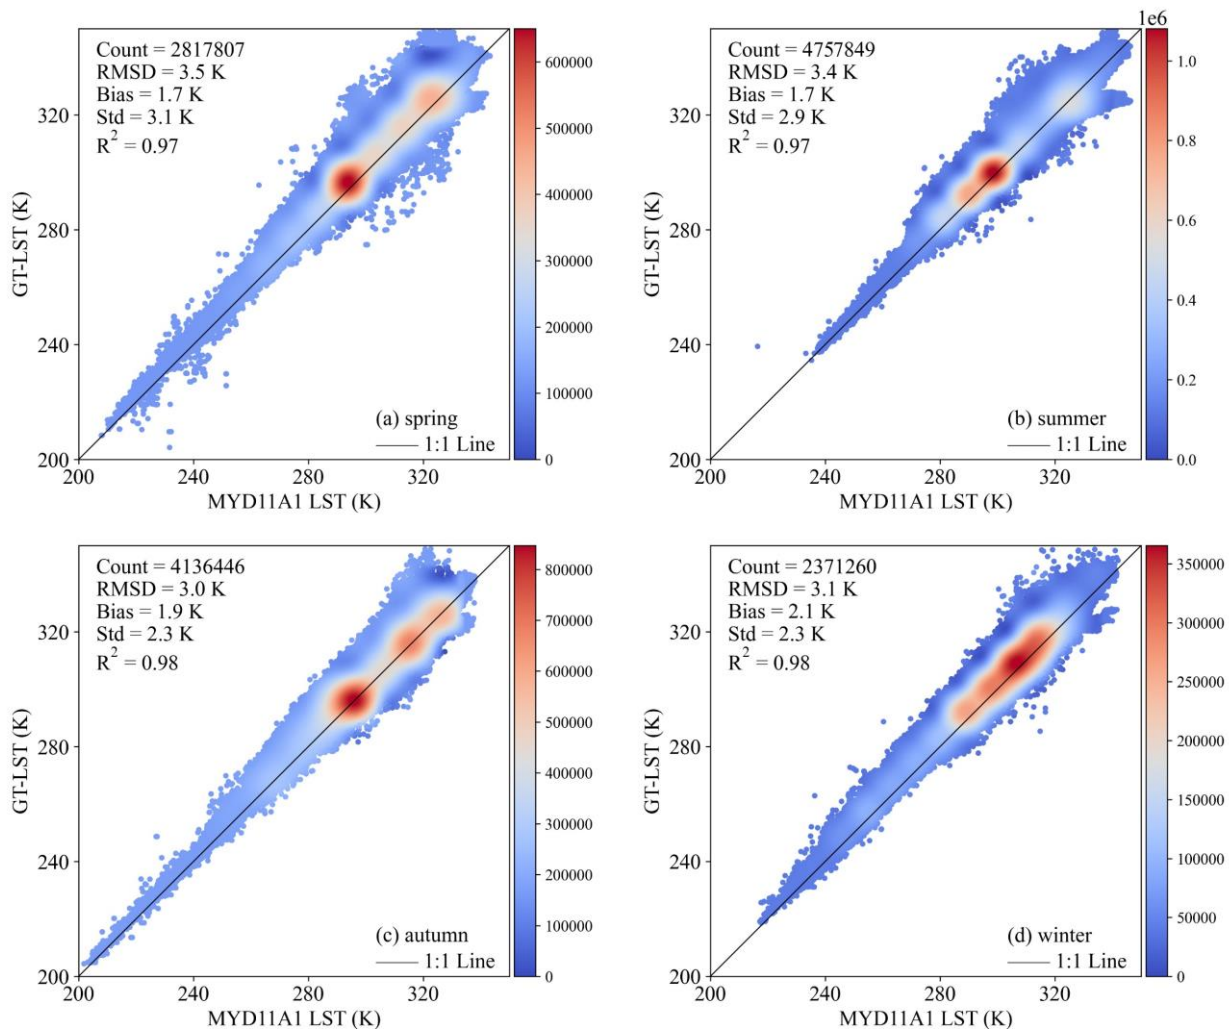 Count = 2817807
RMSD = 3.5 K
Bias = 1.7 K
Std = 3.1 K
R² = 0.97
GT-LST (K)
320
280
240
200
200 240 280 320
MYD11A1 LST (K)
(a) spring
1:1 Line
600000
500000
400000
300000
200000
100000
0
1e6
Count = 4757849
RMSD = 3.4 K
Bias = 1.7 K
Std = 2.9 K
R² = 0.97
GT-LST (K)
320
280
240
200
200 240 280 320
MYD11A1 LST (K)
(b) summer
1:1 Line
1.0
0.8
0.6
0.4
0.2
0.0
Count = 4136446
RMSD = 3.0 K
Bias = 1.9 K
Std = 2.3 K
R² = 0.98
GT-LST (K)
320
280
240
200
200 240 280 320
MYD11A1 LST (K)
(c) autumn
1:1 Line
800000
700000
600000
500000
400000
300000
200000
100000
0
Count = 2371260
RMSD = 3.1 K
Bias = 2.1 K
Std = 2.3 K
R² = 0.98
GT-LST (K)
320
280
240
200
200 240 280 320
MYD11A1 LST (K)
(d) winter
1:1 Line
350000
300000
250000
200000
150000
100000
50000
0